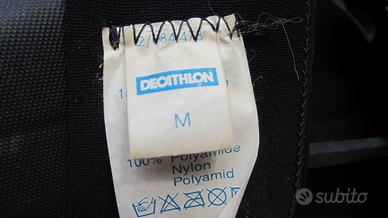 DECATHLON
M
100% Polyamide
Nylon
Polyamid
subito